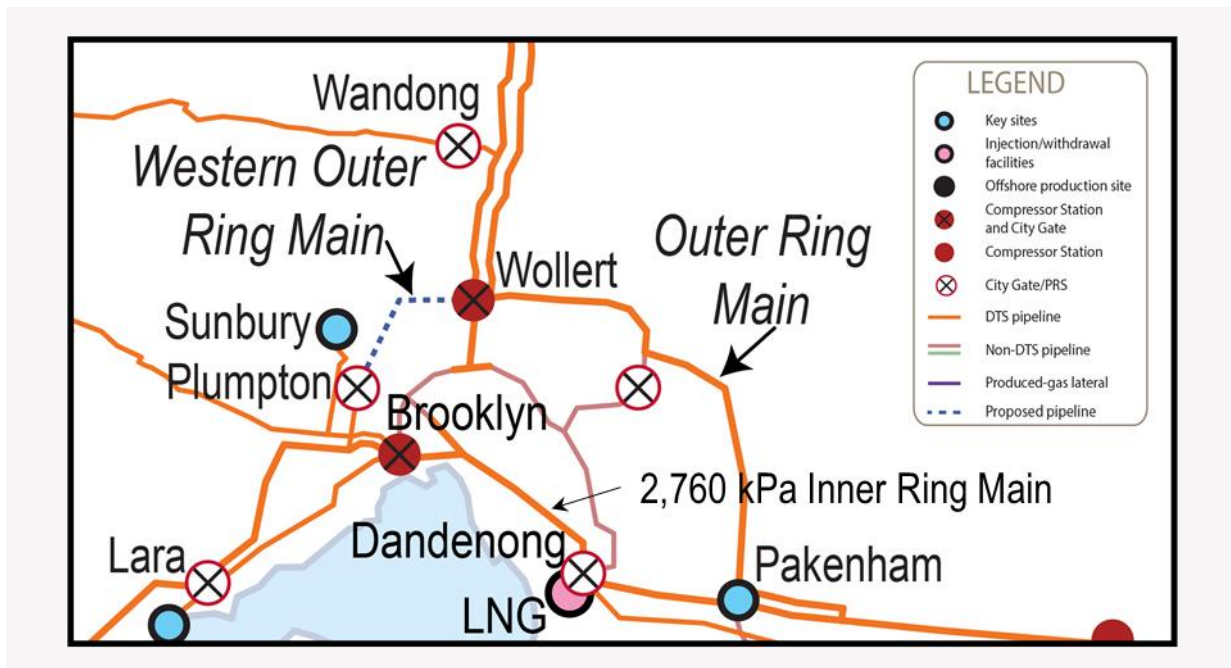 Wandong
Western Outer
Ring Main
Outer Ring
Main
Wollert
Sunbury
Plumpton
Brooklyn
2,760 kPa Inner Ring Main
Dandenong
Lara
Pakenham
LNG
LEGEND
Key sites
Injection/withdrawal
facilities
Offshore production site
Compressor Station
and City Gate
Compressor Station
City Gate/PRS
DTS pipeline
Non-DTS pipeline
Produced-gas lateral
Proposed pipeline